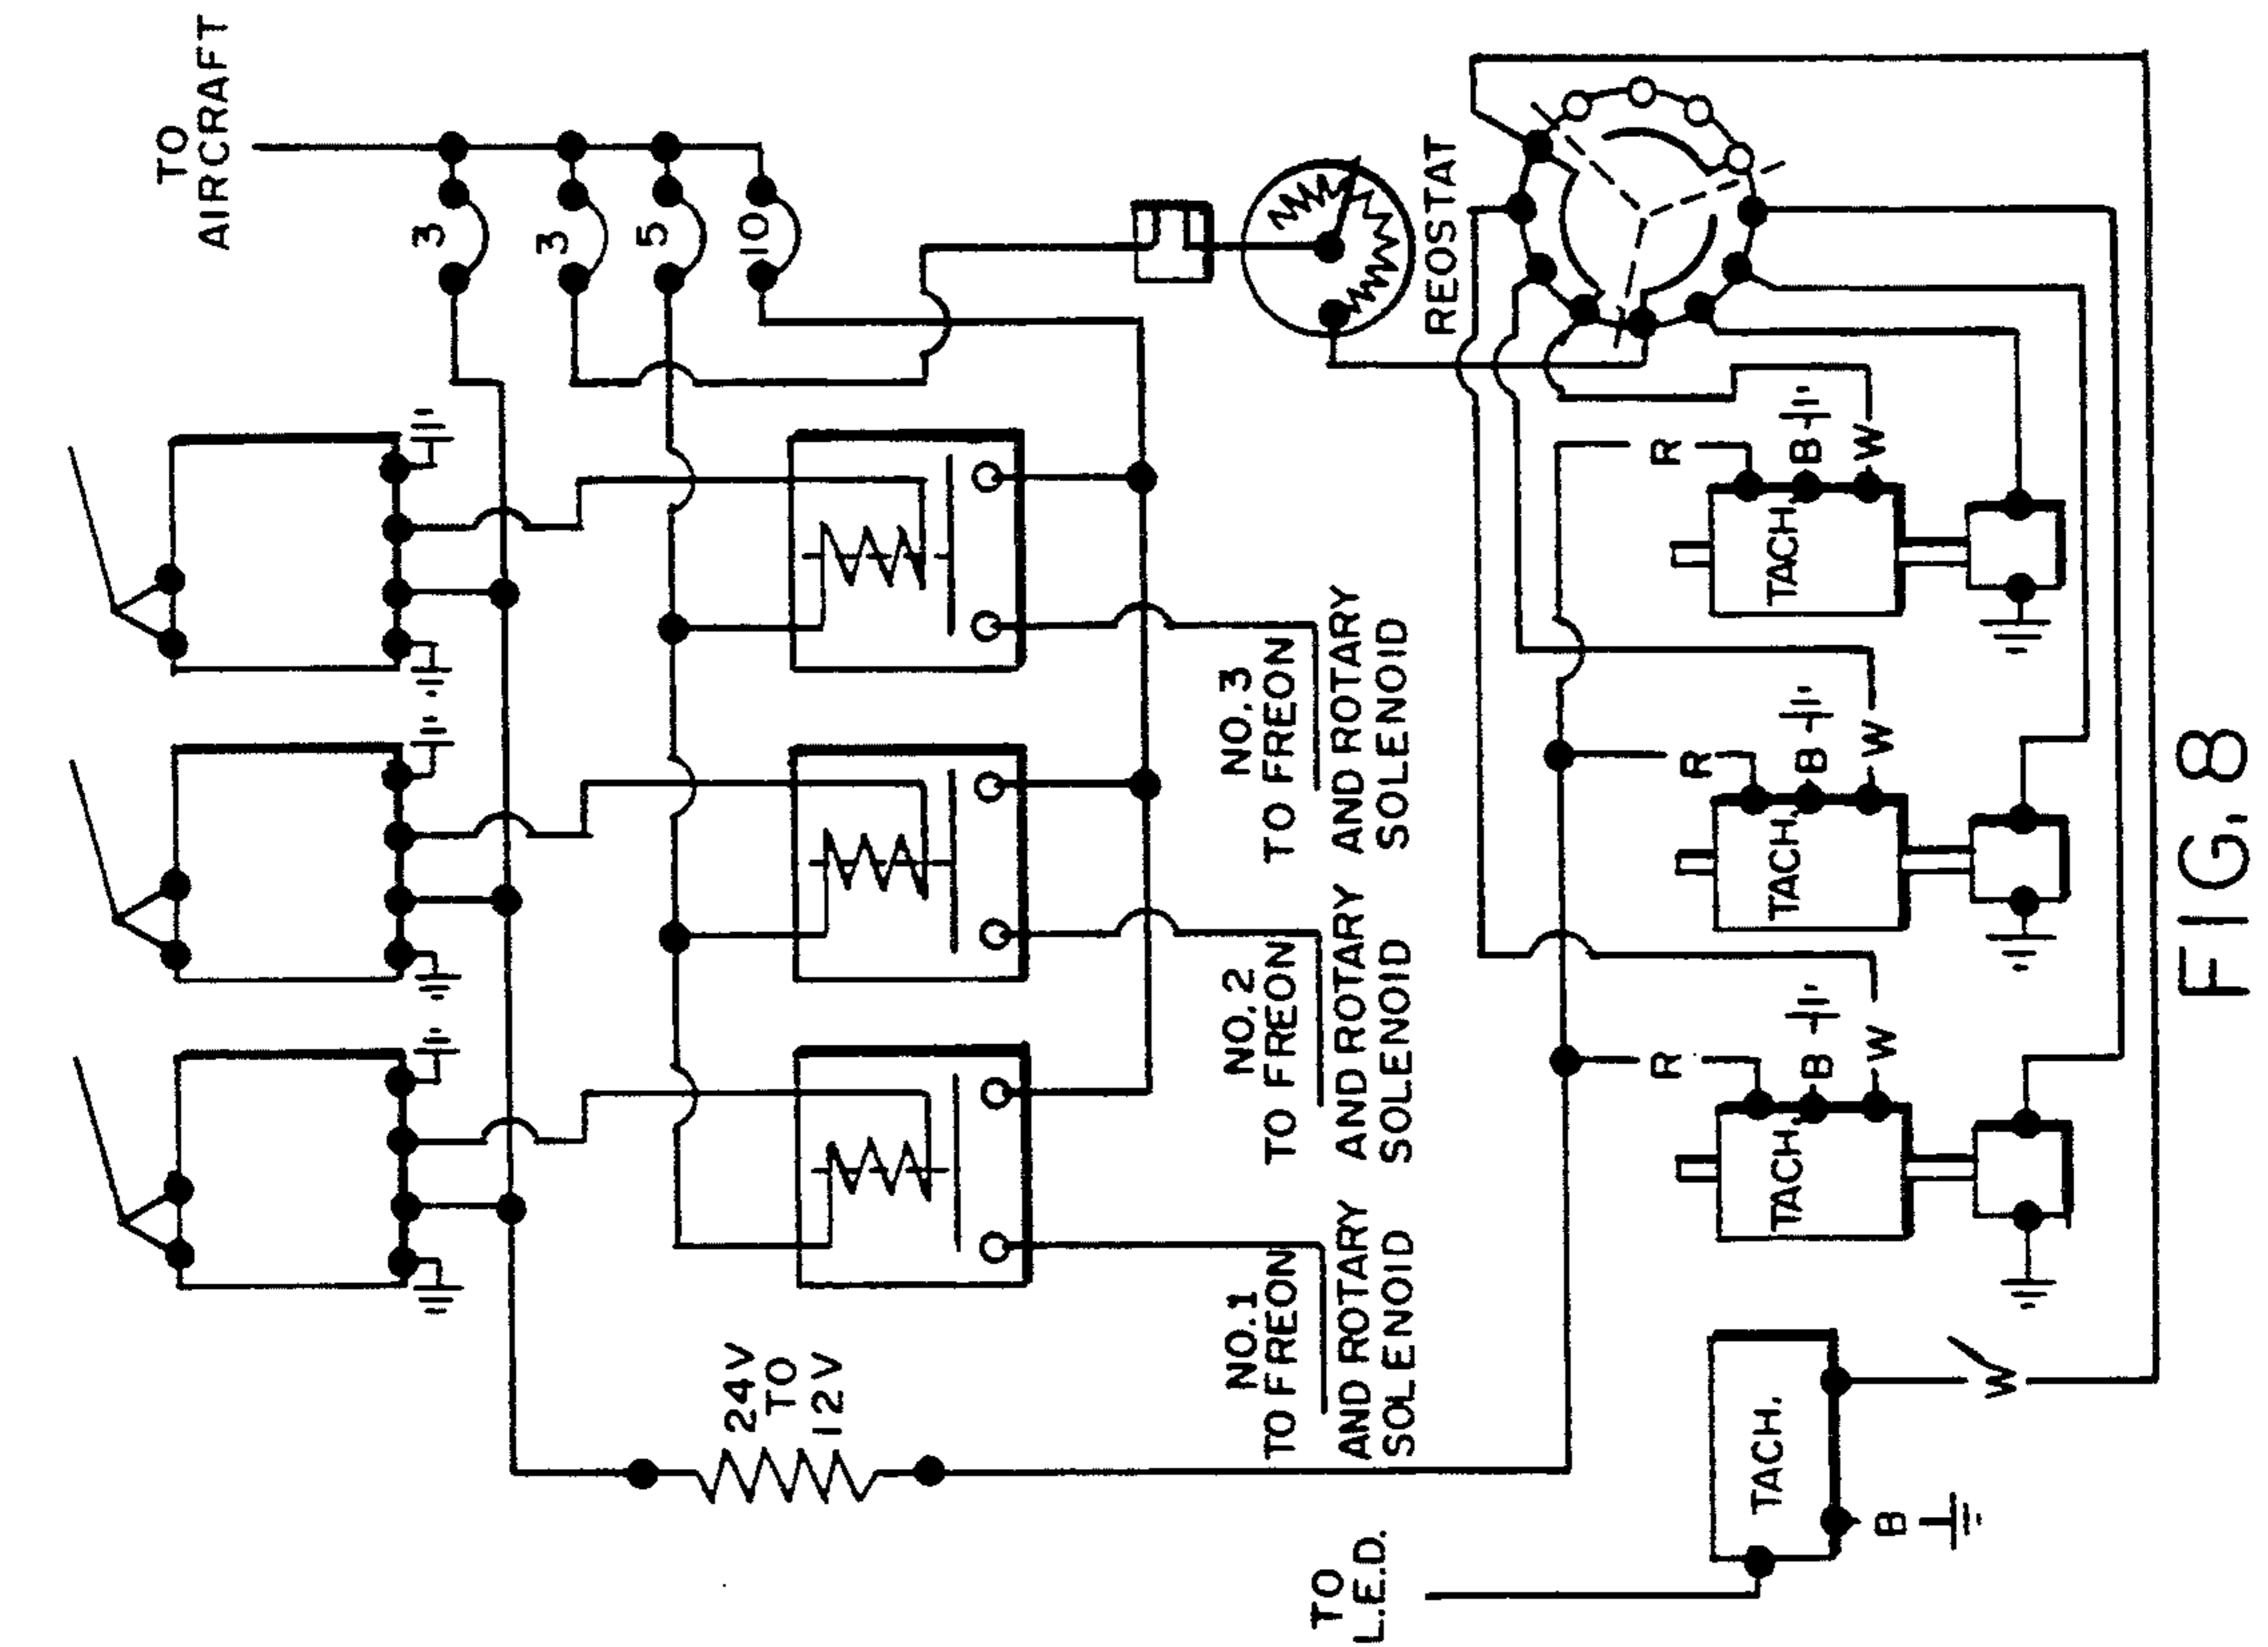 TO
AIRCRAFT
3
3
5
10
24V
TO
12V
NO.1
TO FREON
AND ROTARY
SOLENOID
NO.2
TO FREON
AND ROTARY
SOLENOID
NO.3
TO FREON
AND ROTARY
SOLENOID
REOSTAT
TO
L.E.D.
TACH.
B
W
R
TACH.
B
W
R
TACH.
B
W
R
TACH.
B
W
FIG. 8